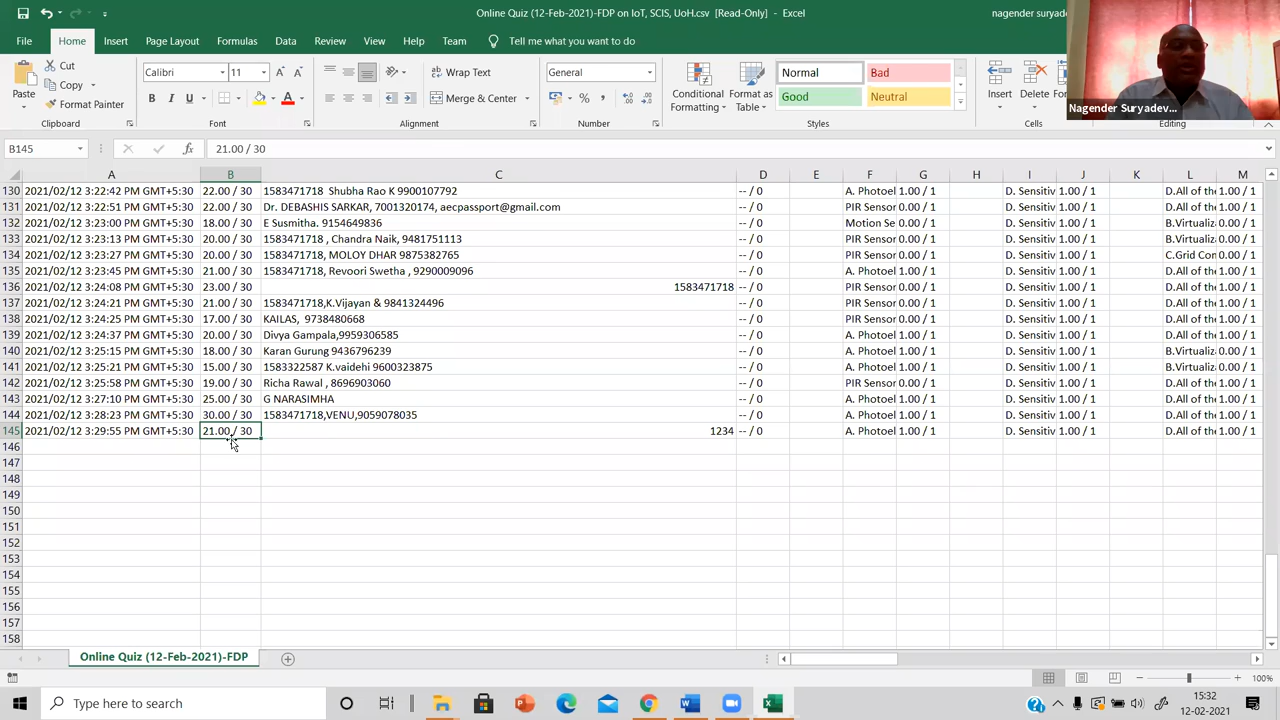 Online Quiz (12-Feb-2021)-FDP on IoT, SCIS, UoH.csv [Read-Only] - Excel
nagender suryade
File Home Insert Page Layout Formulas Data Review View Help Team Tell me what you want to do
Paste
Cut
Copy
Format Painter
Clipboard
Calibri 11
B I U
Font
Wrap Text
Merge & Center
Alignment
General
Number
Conditional Formatting
Format as Table
Normal Bad
Good Neutral
Styles
Insert Delete
Cells
Editing
Nagender Suryadev...
B145 fx 21.00 / 30
A B C D E F G H I J K L M
130 2021/02/12 3:22:42 PM GMT+5:30 22.00 / 30 1583471718 Shubha Rao K 9900107792 -- / 0 A. Photoel 1.00 / 1 D. Sensitiv 1.00 / 1 D.All of the 1.00 / 1
131 2021/02/12 3:22:51 PM GMT+5:30 22.00 / 30 Dr. DEBASHIS SARKAR, 7001320174, aecpassport@gmail.com -- / 0 PIR Sensor 0.00 / 1 D. Sensitiv 1.00 / 1 D.All of the 1.00 / 1
132 2021/02/12 3:23:00 PM GMT+5:30 18.00 / 30 E Susmitha. 9154649836 -- / 0 Motion Se 0.00 / 1 D. Sensitiv 1.00 / 1 B.Virtualiz 0.00 / 1
133 2021/02/12 3:23:13 PM GMT+5:30 20.00 / 30 1583471718 , Chandra Naik, 9481751113 -- / 0 PIR Sensor 0.00 / 1 D. Sensitiv 1.00 / 1 B.Virtualiz 0.00 / 1
134 2021/02/12 3:23:27 PM GMT+5:30 20.00 / 30 1583471718, MOLOY DHAR 9875382765 -- / 0 PIR Sensor 0.00 / 1 D. Sensitiv 1.00 / 1 C.Grid Con 0.00 / 1
135 2021/02/12 3:23:45 PM GMT+5:30 21.00 / 30 1583471718, Revoori Swetha , 9290009096 -- / 0 A. Photoel 1.00 / 1 D. Sensitiv 1.00 / 1 D.All of the 1.00 / 1
136 2021/02/12 3:24:08 PM GMT+5:30 23.00 / 30 1583471718 -- / 0 PIR Sensor 0.00 / 1 D. Sensitiv 1.00 / 1 D.All of the 1.00 / 1
137 2021/02/12 3:24:21 PM GMT+5:30 21.00 / 30 1583471718,K.Vijayan & 9841324496 -- / 0 PIR Sensor 0.00 / 1 D. Sensitiv 1.00 / 1 D.All of the 1.00 / 1
138 2021/02/12 3:24:25 PM GMT+5:30 17.00 / 30 KAILAS, 9738480668 -- / 0 PIR Sensor 0.00 / 1 D. Sensitiv 1.00 / 1 D.All of the 1.00 / 1
139 2021/02/12 3:24:37 PM GMT+5:30 20.00 / 30 Divya Gampala,9959306585 -- / 0 A. Photoel 1.00 / 1 D. Sensitiv 1.00 / 1 D.All of the 1.00 / 1
140 2021/02/12 3:25:15 PM GMT+5:30 18.00 / 30 Karan Gurung 9436796239 -- / 0 A. Photoel 1.00 / 1 D. Sensitiv 1.00 / 1 B.Virtualiz 0.00 / 1
141 2021/02/12 3:25:21 PM GMT+5:30 15.00 / 30 1583322587 K.vaidehi 9600323875 -- / 0 A. Photoel 1.00 / 1 D. Sensitiv 1.00 / 1 B.Virtualiz 0.00 / 1
142 2021/02/12 3:25:58 PM GMT+5:30 19.00 / 30 Richa Rawal , 8696903060 -- / 0 PIR Sensor 0.00 / 1 D. Sensitiv 1.00 / 1 D.All of the 1.00 / 1
143 2021/02/12 3:27:10 PM GMT+5:30 25.00 / 30 G NARASIMHA -- / 0 A. Photoel 1.00 / 1 D. Sensitiv 1.00 / 1 D.All of the 1.00 / 1
144 2021/02/12 3:28:23 PM GMT+5:30 30.00 / 30 1583471718,VENU,9059078035 -- / 0 A. Photoel 1.00 / 1 D. Sensitiv 1.00 / 1 D.All of the 1.00 / 1
145 2021/02/12 3:29:55 PM GMT+5:30 21.00 / 30 1234 -- / 0 A. Photoel 1.00 / 1 D. Sensitiv 1.00 / 1 D.All of the 1.00 / 1
146
147
148
149
150
151
152
153
154
155
156
157
158
Online Quiz (12-Feb-2021)-FDP
100%
Type here to search
15:32
12-02-2021